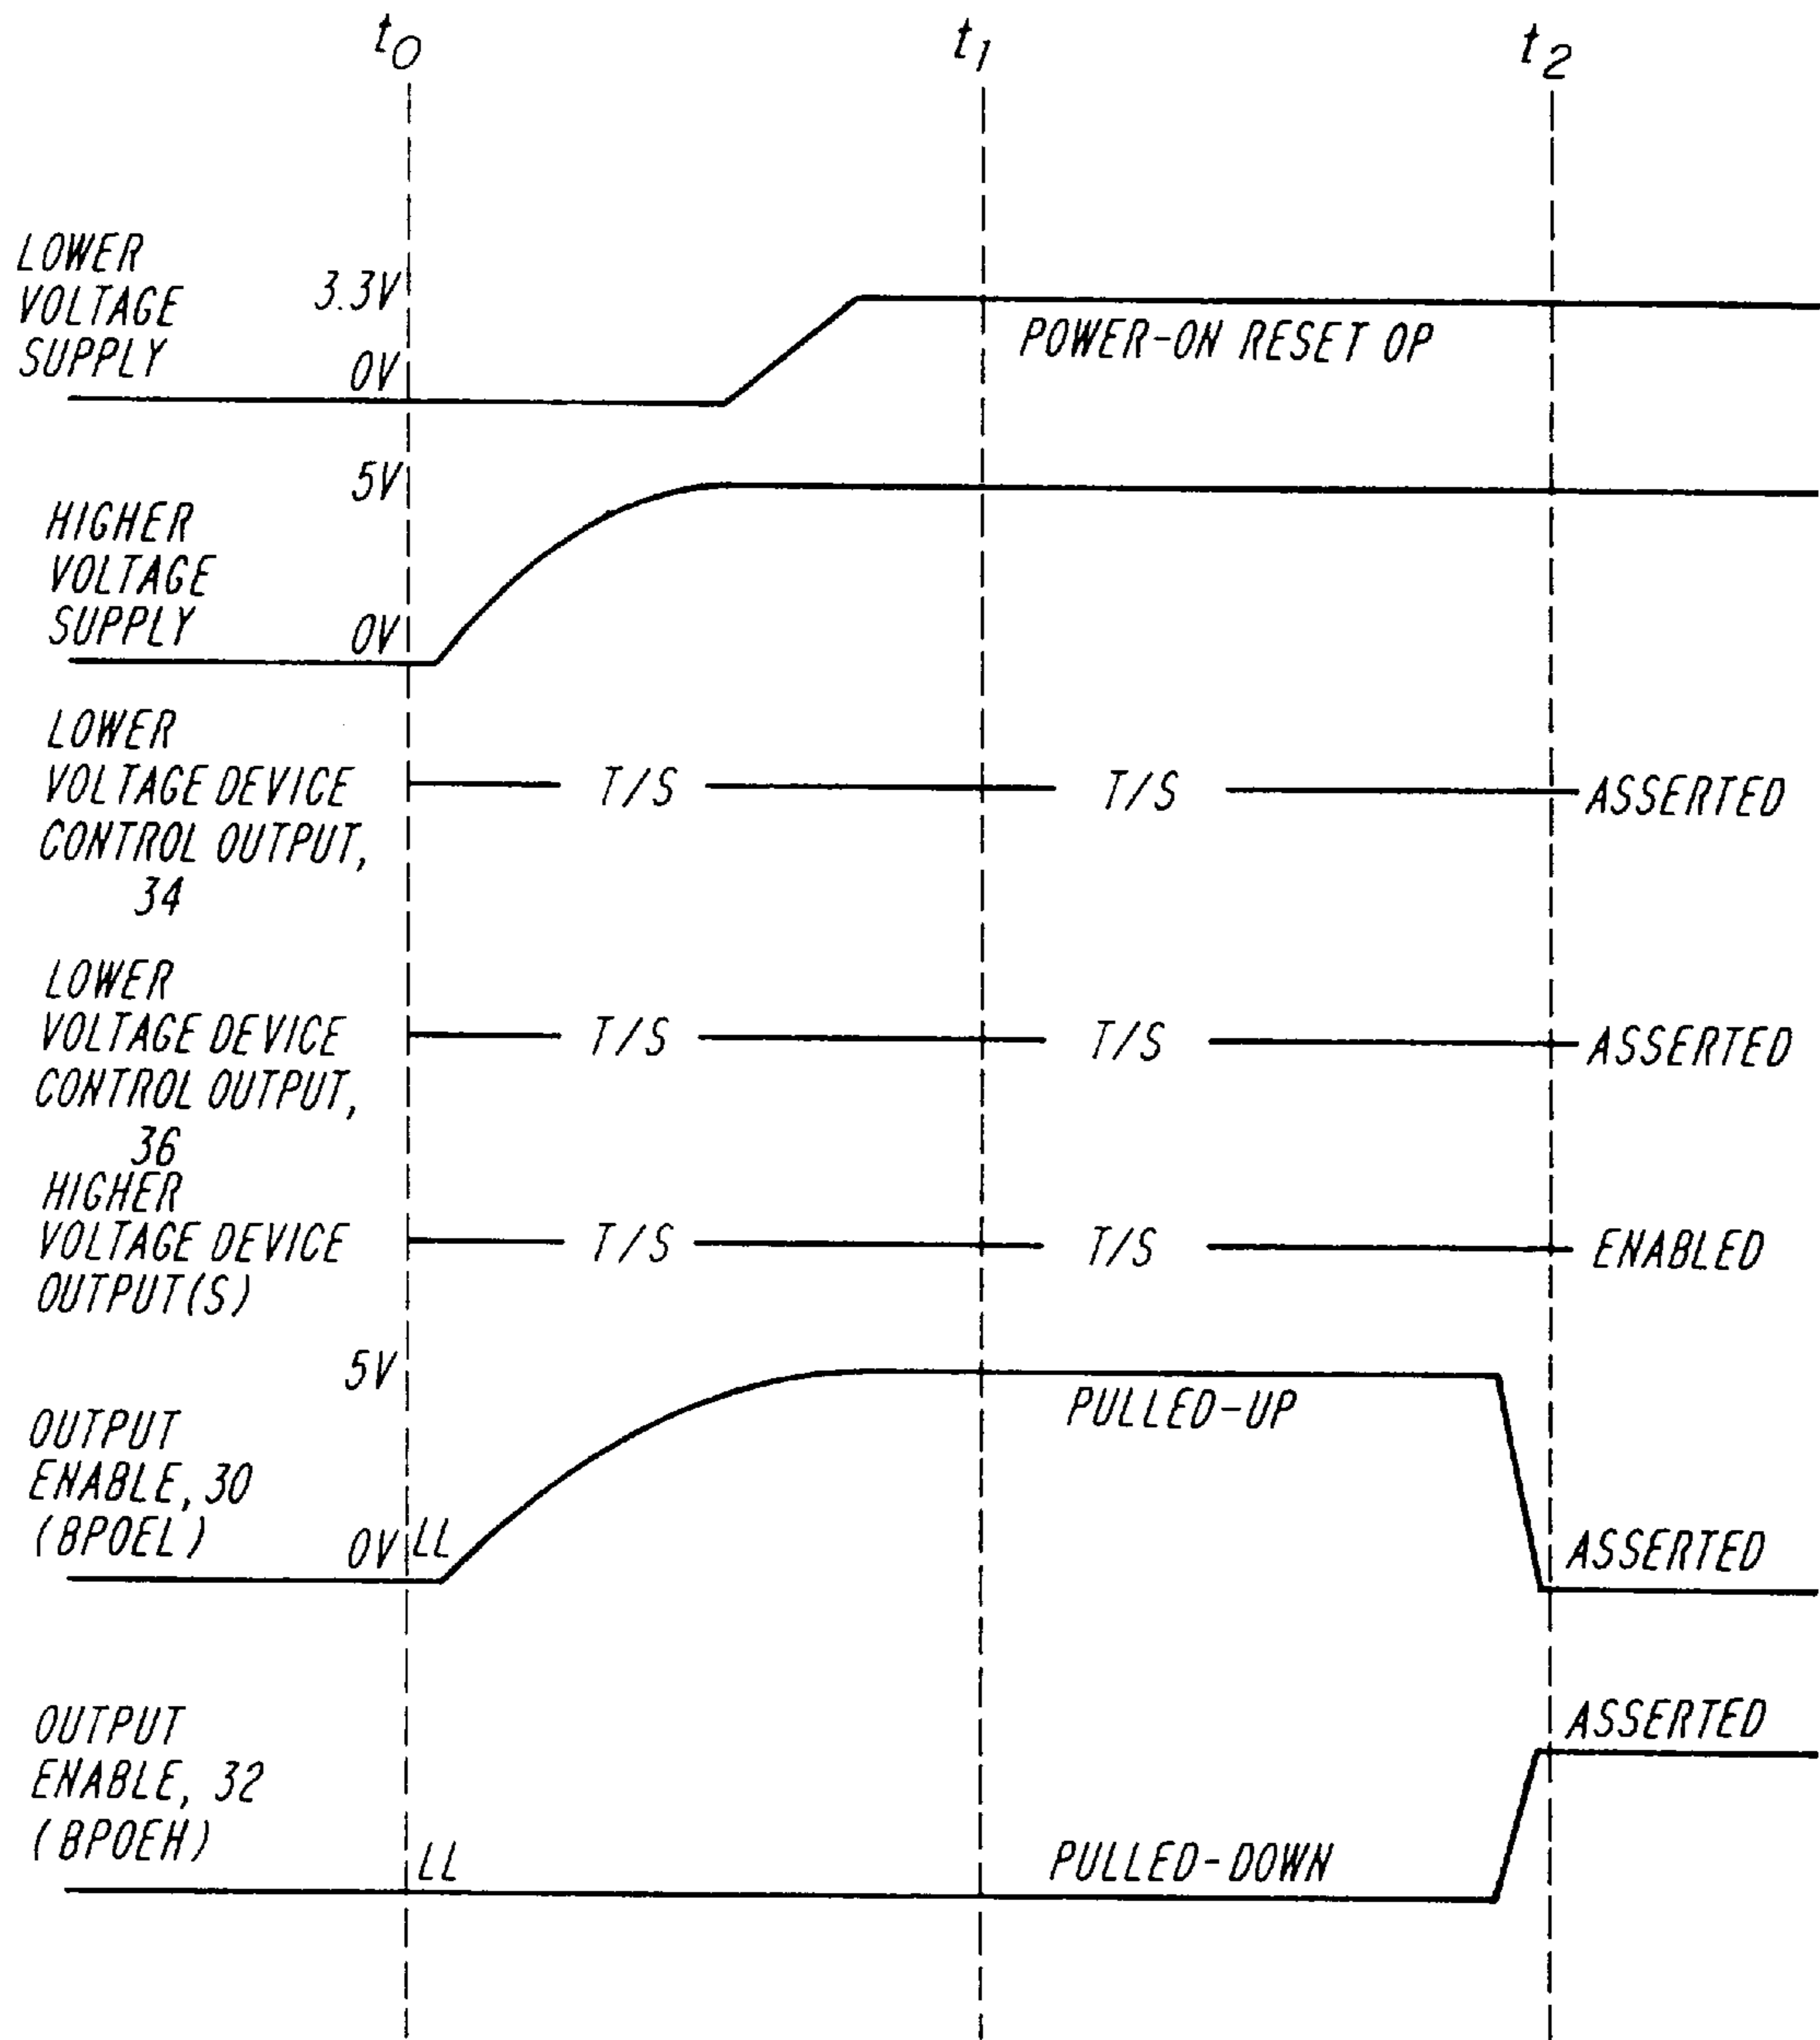 t0 t1 t2
LOWER
VOLTAGE
SUPPLY
3.3V
0V
POWER-ON RESET OP
HIGHER
VOLTAGE
SUPPLY
5V
0V
LOWER
VOLTAGE DEVICE
CONTROL OUTPUT,
34
T/S T/S ASSERTED
LOWER
VOLTAGE DEVICE
CONTROL OUTPUT,
36
T/S T/S ASSERTED
HIGHER
VOLTAGE DEVICE
OUTPUT(S)
T/S T/S ENABLED
OUTPUT
ENABLE, 30
(BPOEL)
5V
0V LL
PULLED-UP
ASSERTED
OUTPUT
ENABLE, 32
(BPOEH)
LL
PULLED-DOWN
ASSERTED